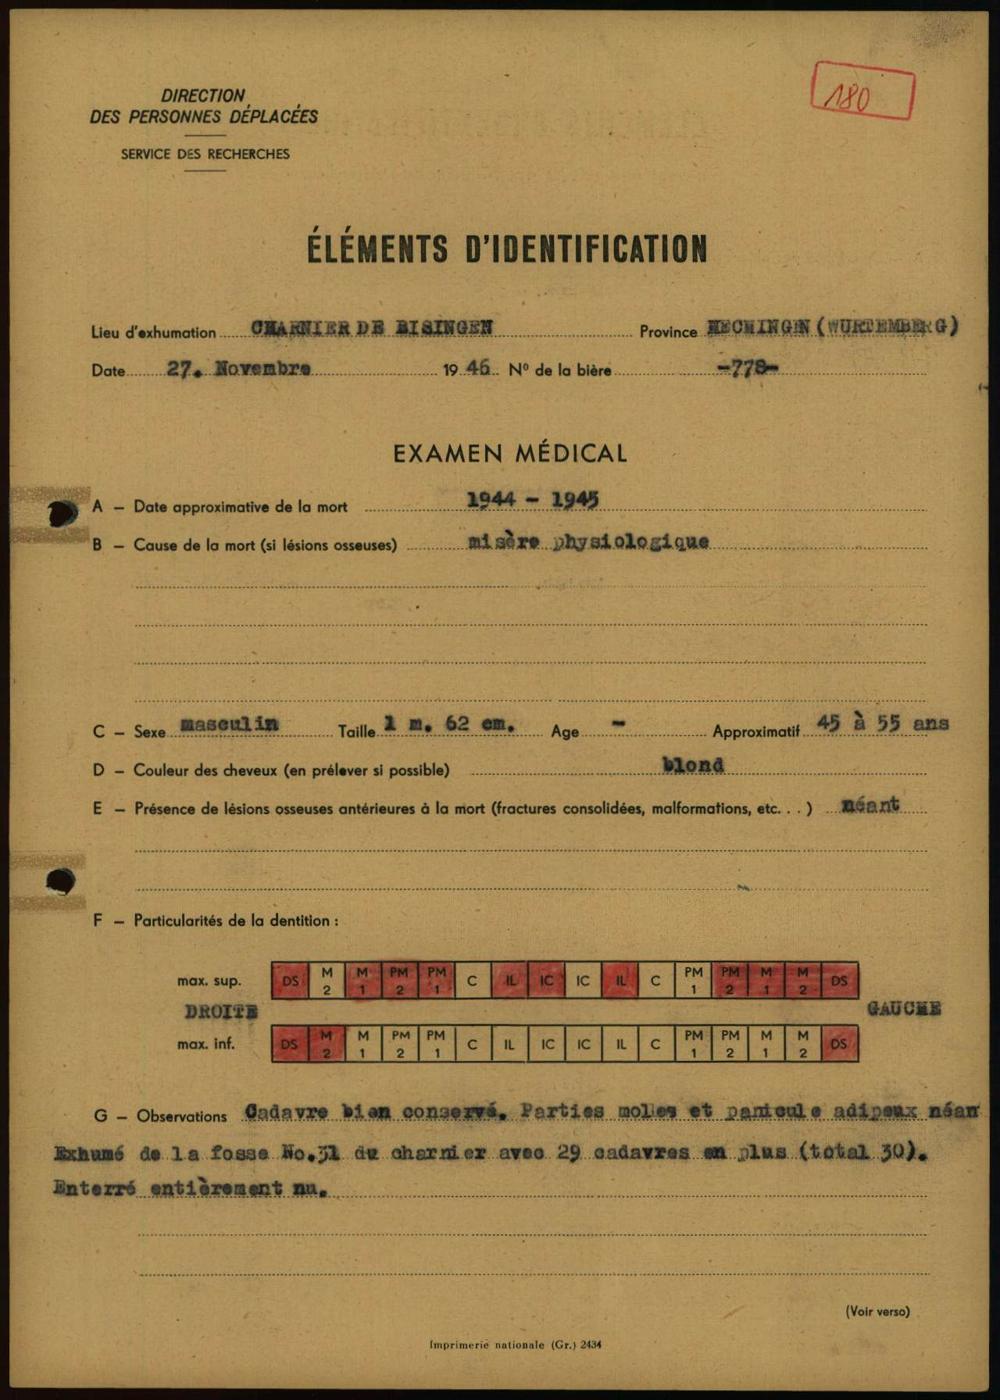 180
DIRECTION
DES PERSONNES DÉPLACÉES
SERVICE DES RECHERCHES
ÉLÉMENTS D'IDENTIFICATION
Lieu d'exhumation CHARNIER DE BISINGEN Province HECHINGEN (WURTEMBERG)
Date 27. Novembre 1946 Nº de la bière -778-
EXAMEN MÉDICAL
A – Date approximative de la mort 1944 - 1945
B – Cause de la mort (si lésions osseuses) misère physiologique
C – Sexe masculin Taille 1 m. 62 cm. Age - Approximatif 45 à 55 ans
D – Couleur des cheveux (en prélever si possible) blond
E – Présence de lésions osseuses antérieures à la mort (fractures consolidées, malformations, etc. . . ) néant
F – Particularités de la dentition :
max. sup. DS M 2 M 1 PM 2 PM 1 C IL IC IC IL C PM 1 PM 2 M 1 M 2 DS
DROITE GAUCHE
max. inf. DS M 2 M 1 PM 2 PM 1 C IL IC IC IL C PM 1 PM 2 M 1 M 2 DS
G – Observations Cadavre bien conservé. Parties molles et panicule adipeux néan
Exhumé de la fosse No.31 du charnier avec 29 cadavres en plus (total 30).
Enterré entièrement nu.
(Voir verso)
Imprimerie nationale (Gr.) 2434